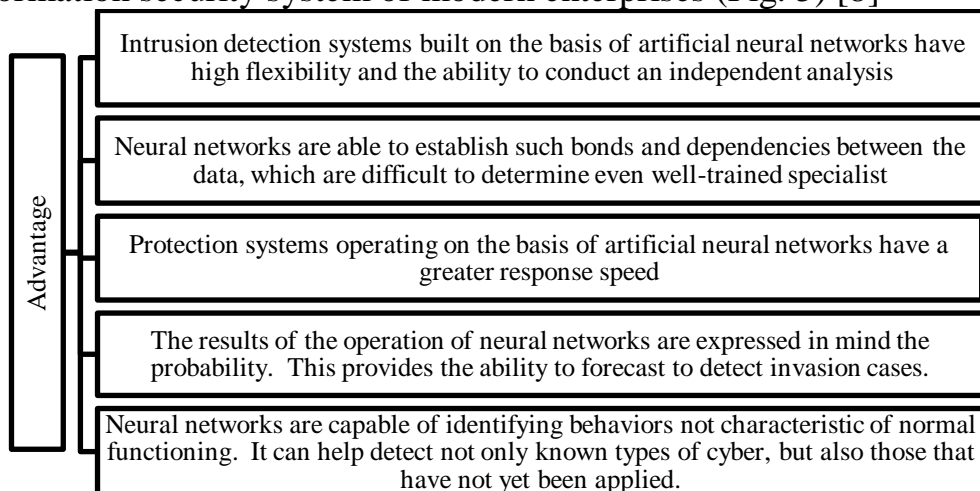 formation security system of modern enterprises (Fig. 3) [8]
Intrusion detection systems built on the basis of artificial neural networks have
high flexibility and the ability to conduct an independent analysis
Neural networks are able to establish such bonds and dependencies between the
data, which are difficult to determine even well-trained specialist
Advantage
Protection systems operating on the basis of artificial neural networks have a
greater response speed
The results of the operation of neural networks are expressed in mind the
probability. This provides the ability to forecast to detect invasion cases.
Neural networks are capable of identifying behaviors not characteristic of normal
functioning. It can help detect not only known types of cyber, but also those that
have not yet been applied.